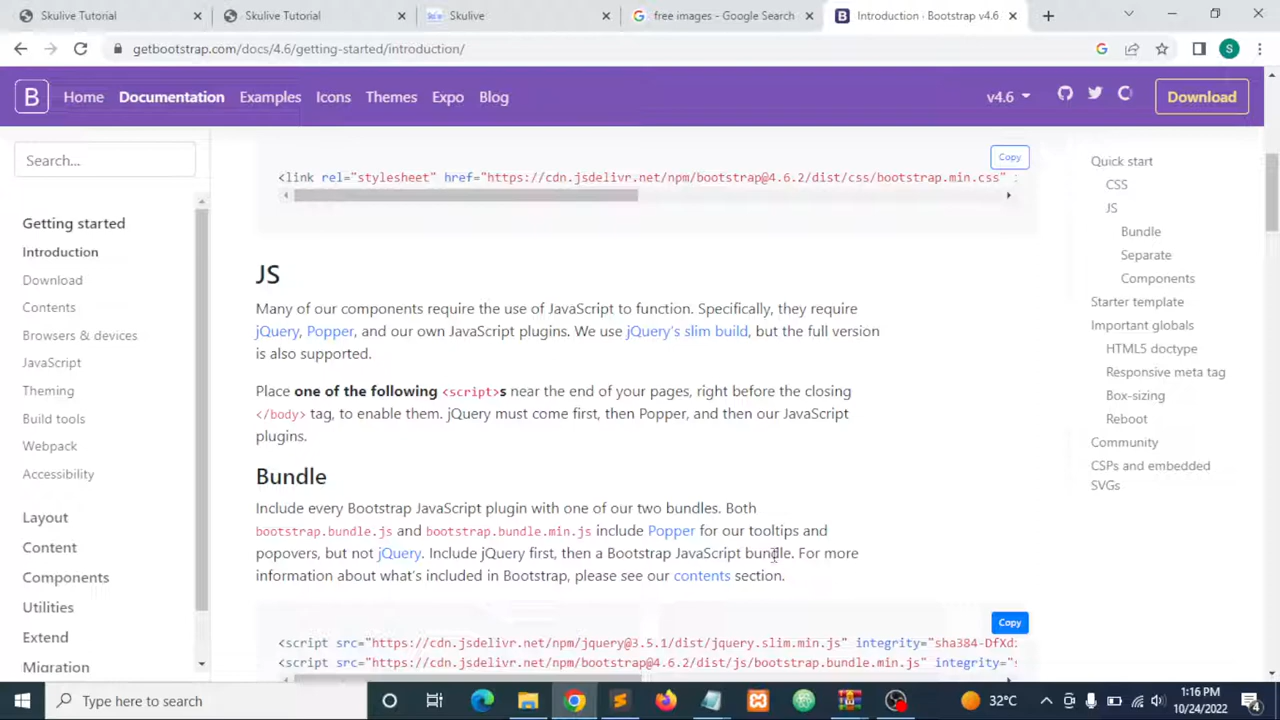 Skulive Tutorial
Skulive Tutorial
Skulive
free images - Google Search
Introduction · Bootstrap v4.6
getbootstrap.com/docs/4.6/getting-started/introduction/
S
B
Home
Documentation
Examples
Icons
Themes
Expo
Blog
v4.6
Download
Search...
Getting started
Introduction
Download
Contents
Browsers & devices
JavaScript
Theming
Build tools
Webpack
Accessibility
Layout
Content
Components
Utilities
Extend
Migration
Copy
<link rel="stylesheet" href="https://cdn.jsdelivr.net/npm/bootstrap@4.6.2/dist/css/bootstrap.min.css"
JS
Many of our components require the use of JavaScript to function. Specifically, they require
jQuery, Popper, and our own JavaScript plugins. We use jQuery's slim build, but the full version
is also supported.
Place one of the following <script>s near the end of your pages, right before the closing
</body> tag, to enable them. jQuery must come first, then Popper, and then our JavaScript
plugins.
Bundle
Include every Bootstrap JavaScript plugin with one of our two bundles. Both
bootstrap.bundle.js and bootstrap.bundle.min.js include Popper for our tooltips and
popovers, but not jQuery. Include jQuery first, then a Bootstrap JavaScript bundle. For more
information about what's included in Bootstrap, please see our contents section.
Copy
<script src="https://cdn.jsdelivr.net/npm/jquery@3.5.1/dist/jquery.slim.min.js" integrity="sha384-DfXd
<script src="https://cdn.jsdelivr.net/npm/bootstrap@4.6.2/dist/js/bootstrap.bundle.min.js" integrity="
Quick start
CSS
JS
Bundle
Separate
Components
Starter template
Important globals
HTML5 doctype
Responsive meta tag
Box-sizing
Reboot
Community
CSPs and embedded
SVGs
Type here to search
32°C
1:16 PM
10/24/2022
4